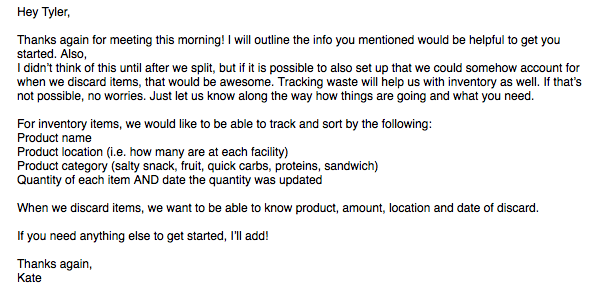 Hey Tyler,
Thanks again for meeting this morning! I will outline the info you mentioned would be helpful to get you
started. Also,
I didn't think of this until after we split, but if it is possible to also set up that we could somehow account for
when we discard items, that would be awesome. Tracking waste will help us with inventory as well. If that's
not possible, no worries. Just let us know along the way how things are going and what you need.
For inventory items, we would like to be able to track and sort by the following:
Product name
Product location (i.e. how many are at each facility)
Product category (salty snack, fruit, quick carbs, proteins, sandwich)
Quantity of each item AND date the quantity was updated
When we discard items, we want to be able to know product, amount, location and date of discard.
If you need anything else to get started, I'll add!
Thanks again,
Kate